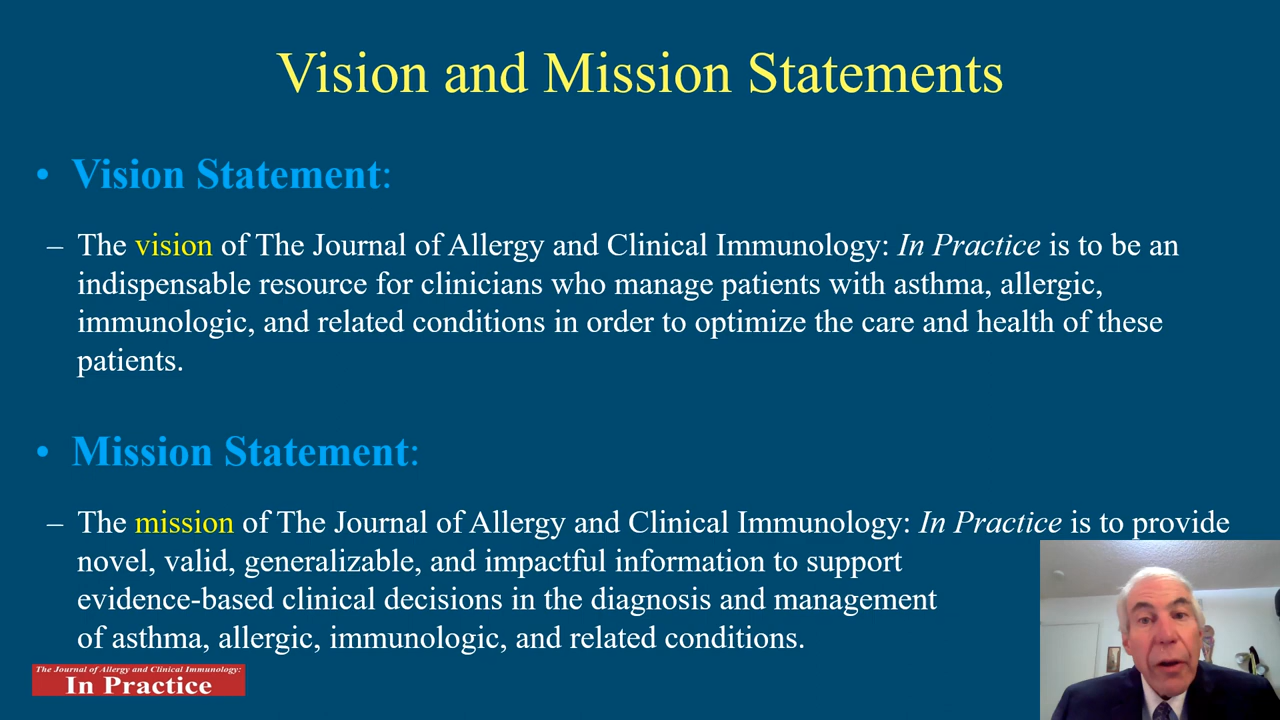 Vision and Mission Statements
• Vision Statement:
– The vision of The Journal of Allergy and Clinical Immunology: In Practice is to be an
indispensable resource for clinicians who manage patients with asthma, allergic,
immunologic, and related conditions in order to optimize the care and health of these
patients.
• Mission Statement:
– The mission of The Journal of Allergy and Clinical Immunology: In Practice is to provide
novel, valid, generalizable, and impactful information to support
evidence-based clinical decisions in the diagnosis and management
of asthma, allergic, immunologic, and related conditions.
The Journal of Allergy and Clinical Immunology:
In Practice